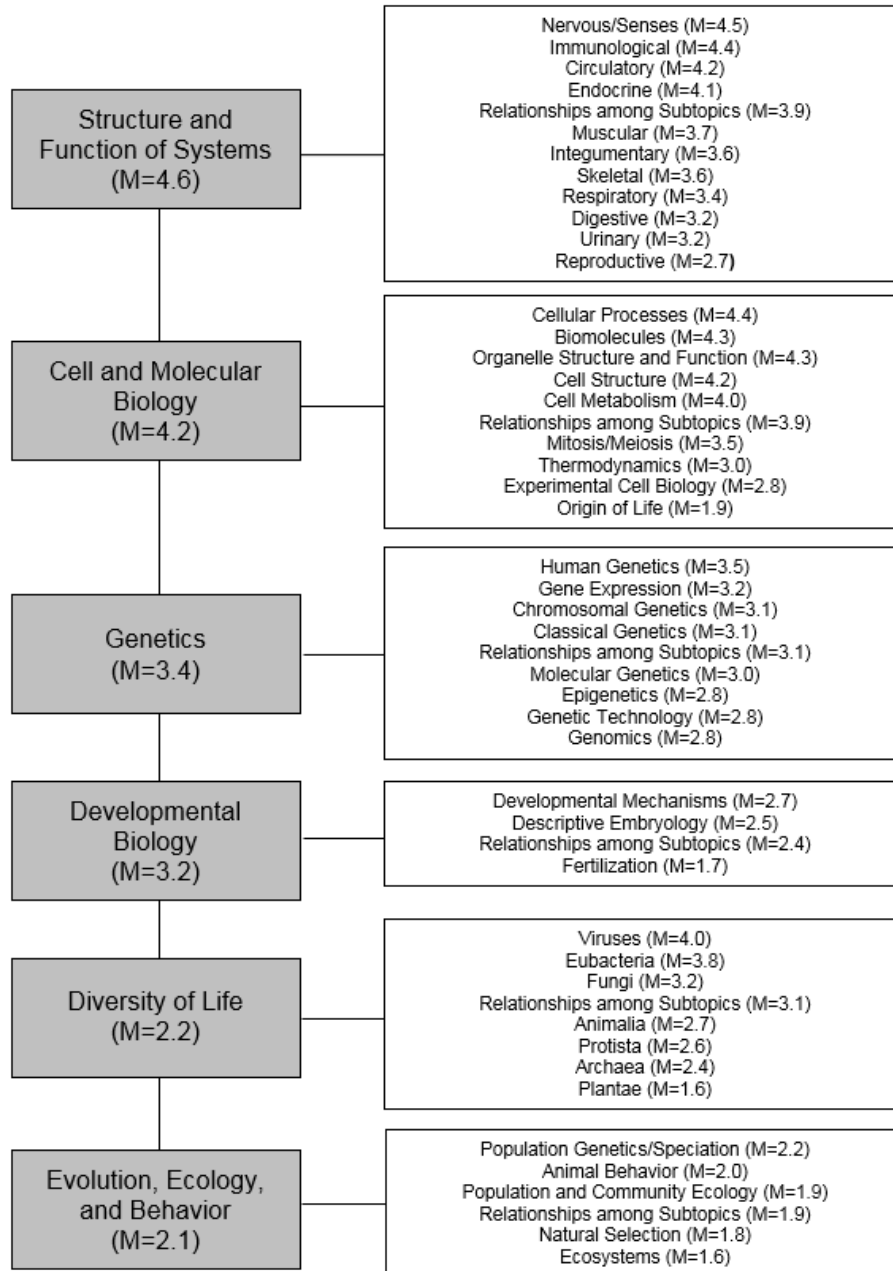 Structure and
Function of Systems
(M=4.6)
Nervous/Senses (M=4.5)
Immunological (M=4.4)
Circulatory (M=4.2)
Endocrine (M=4.1)
Relationships among Subtopics (M=3.9)
Muscular (M=3.7)
Integumentary (M=3.6)
Skeletal (M=3.6)
Respiratory (M=3.4)
Digestive (M=3.2)
Urinary (M=3.2)
Reproductive (M=2.7)
Cell and Molecular
Biology
(M=4.2)
Cellular Processes (M=4.4)
Biomolecules (M=4.3)
Organelle Structure and Function (M=4.3)
Cell Structure (M=4.2)
Cell Metabolism (M=4.0)
Relationships among Subtopics (M=3.9)
Mitosis/Meiosis (M=3.5)
Thermodynamics (M=3.0)
Experimental Cell Biology (M=2.8)
Origin of Life (M=1.9)
Genetics
(M=3.4)
Human Genetics (M=3.5)
Gene Expression (M=3.2)
Chromosomal Genetics (M=3.1)
Classical Genetics (M=3.1)
Relationships among Subtopics (M=3.1)
Molecular Genetics (M=3.0)
Epigenetics (M=2.8)
Genetic Technology (M=2.8)
Genomics (M=2.8)
Developmental
Biology
(M=3.2)
Developmental Mechanisms (M=2.7)
Descriptive Embryology (M=2.5)
Relationships among Subtopics (M=2.4)
Fertilization (M=1.7)
Diversity of Life
(M=2.2)
Viruses (M=4.0)
Eubacteria (M=3.8)
Fungi (M=3.2)
Relationships among Subtopics (M=3.1)
Animalia (M=2.7)
Protista (M=2.6)
Archaea (M=2.4)
Plantae (M=1.6)
Evolution, Ecology,
and Behavior
(M=2.1)
Population Genetics/Speciation (M=2.2)
Animal Behavior (M=2.0)
Population and Community Ecology (M=1.9)
Relationships among Subtopics (M=1.9)
Natural Selection (M=1.8)
Ecosystems (M=1.6)